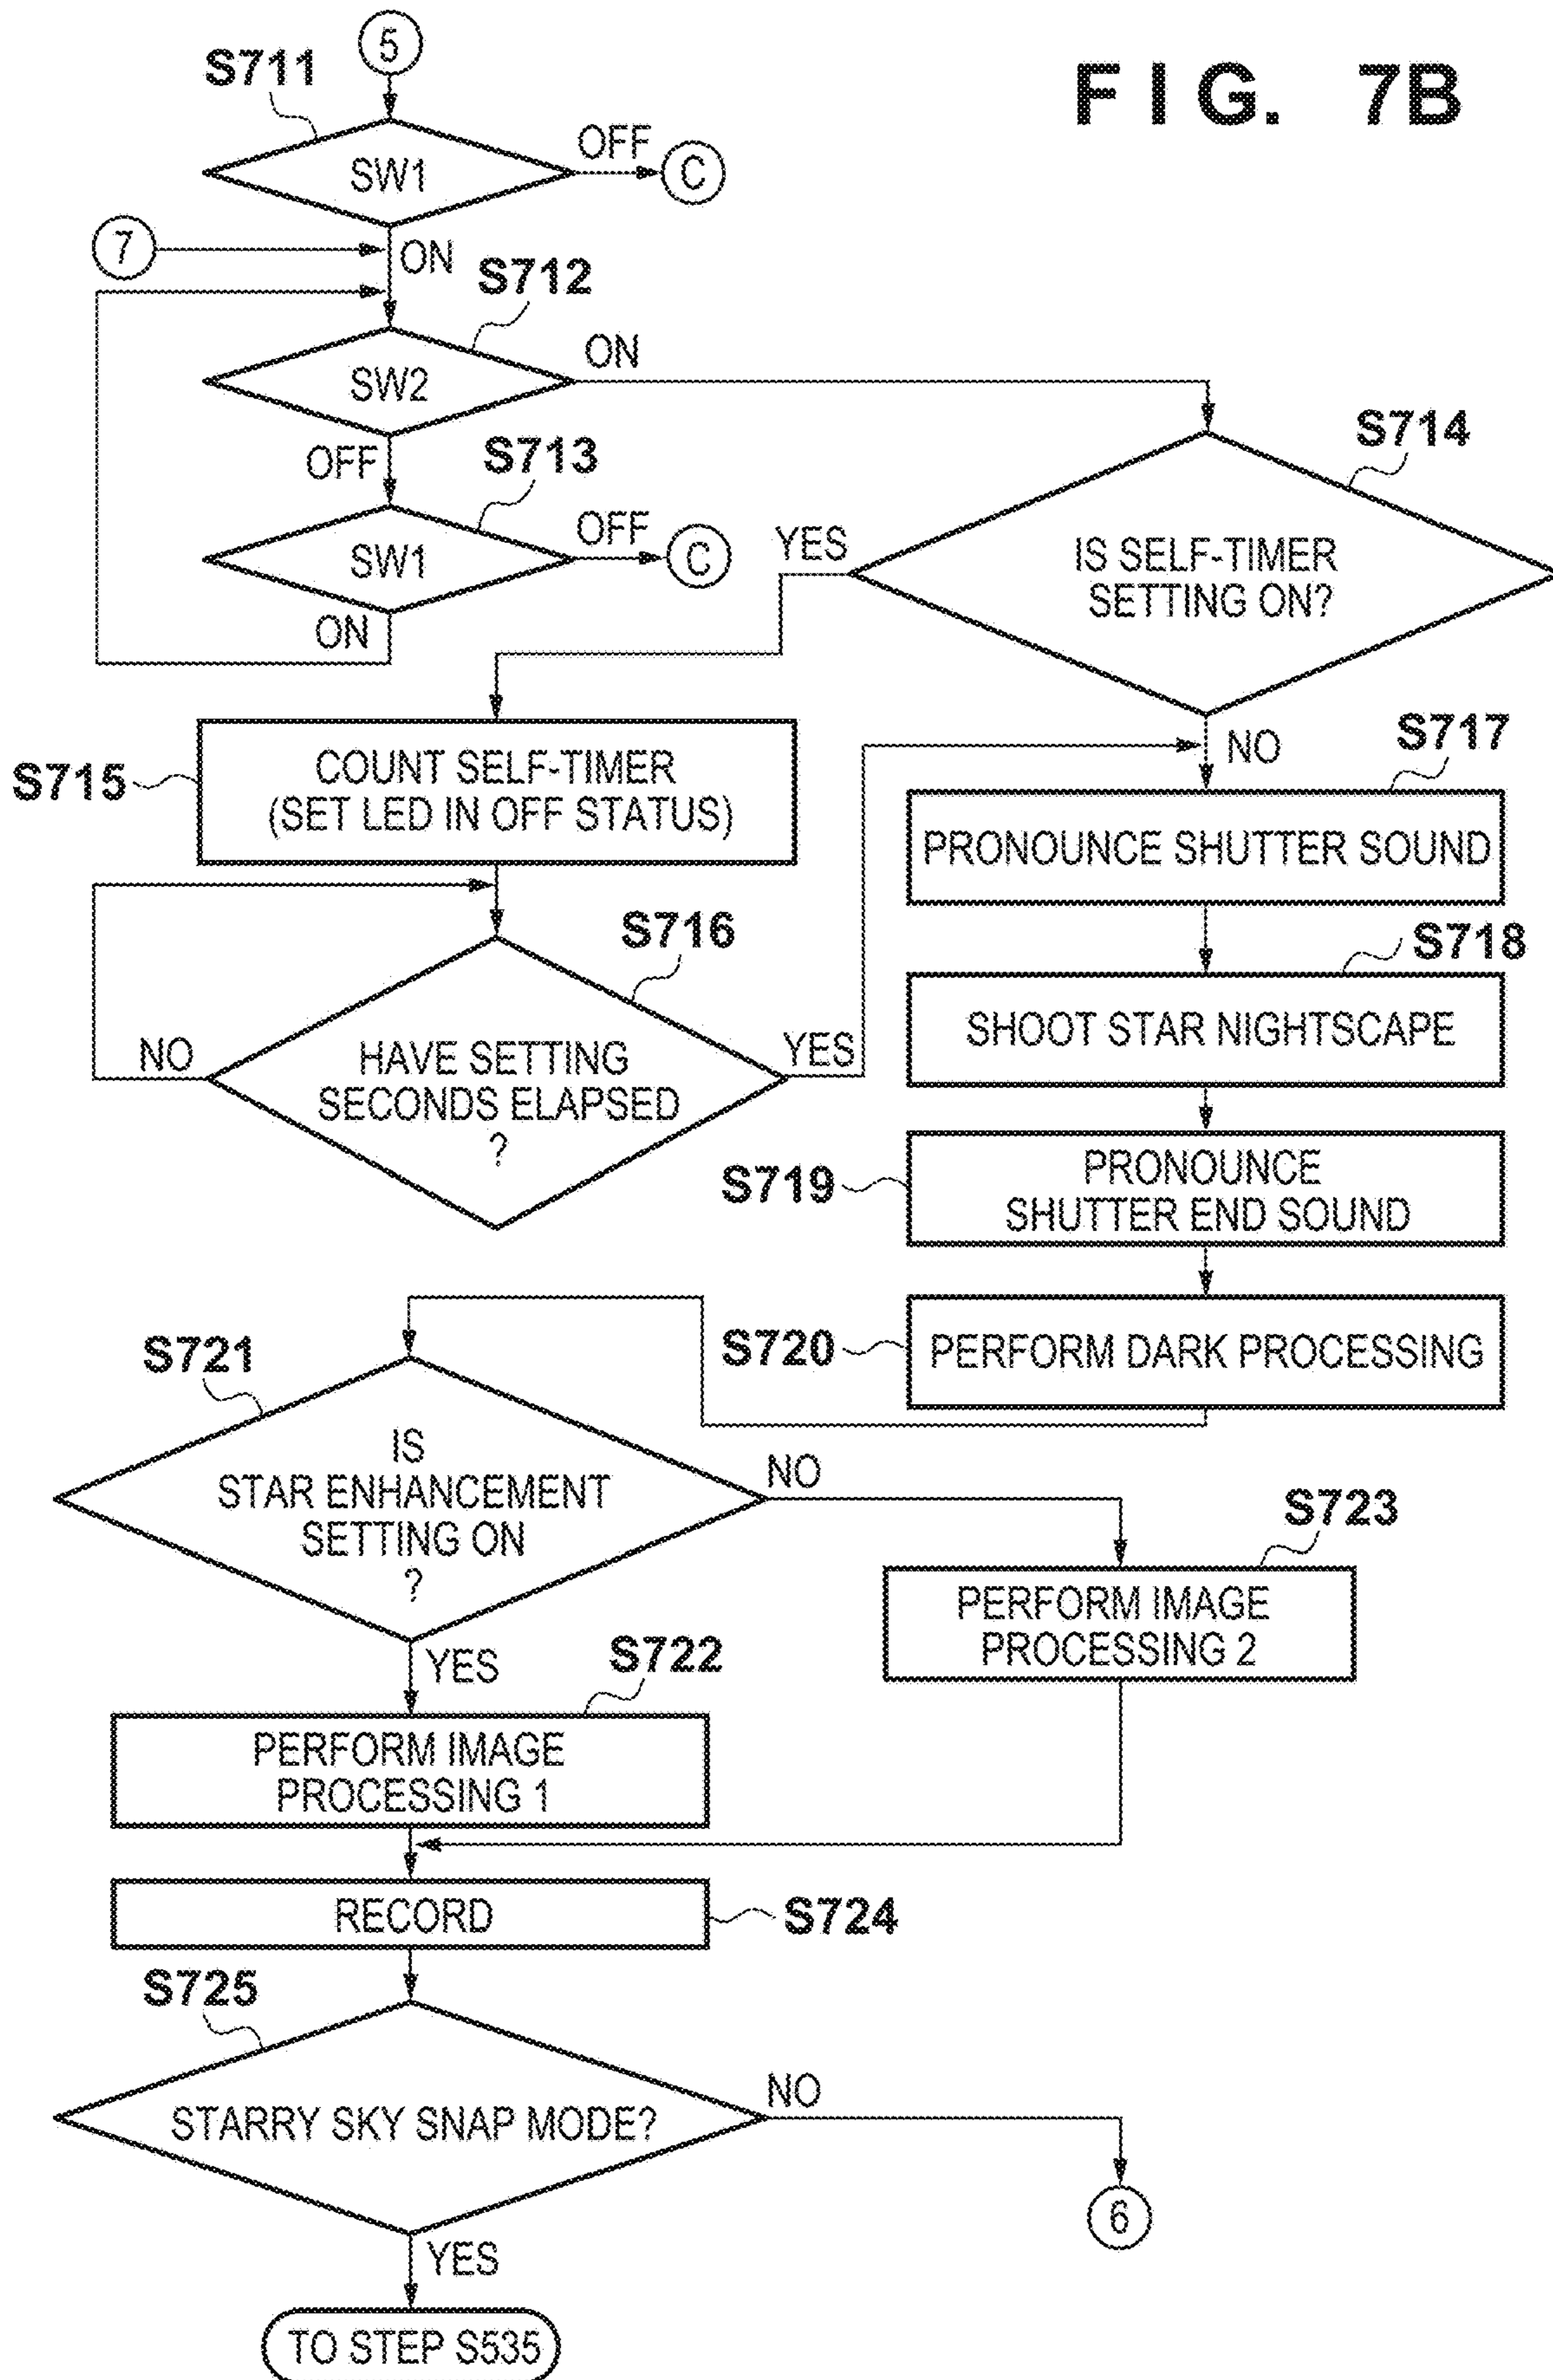 FIG. 7B
5
S711
SW1
OFF
C
7
ON
S712
SW2
ON
OFF
S713
SW1
OFF
C
ON
S714
IS SELF-TIMER
SETTING ON?
YES
NO
S715
COUNT SELF-TIMER
(SET LED IN OFF STATUS)
S716
HAVE SETTING
SECONDS ELAPSED
?
NO
YES
S717
PRONOUNCE SHUTTER SOUND
S718
SHOOT STAR NIGHTSCAPE
S719
PRONOUNCE
SHUTTER END SOUND
S720
PERFORM DARK PROCESSING
S721
IS
STAR ENHANCEMENT
SETTING ON
?
NO
YES
S723
PERFORM IMAGE
PROCESSING 2
S722
PERFORM IMAGE
PROCESSING 1
RECORD
S724
S725
STARRY SKY SNAP MODE?
NO
6
YES
TO STEP S535